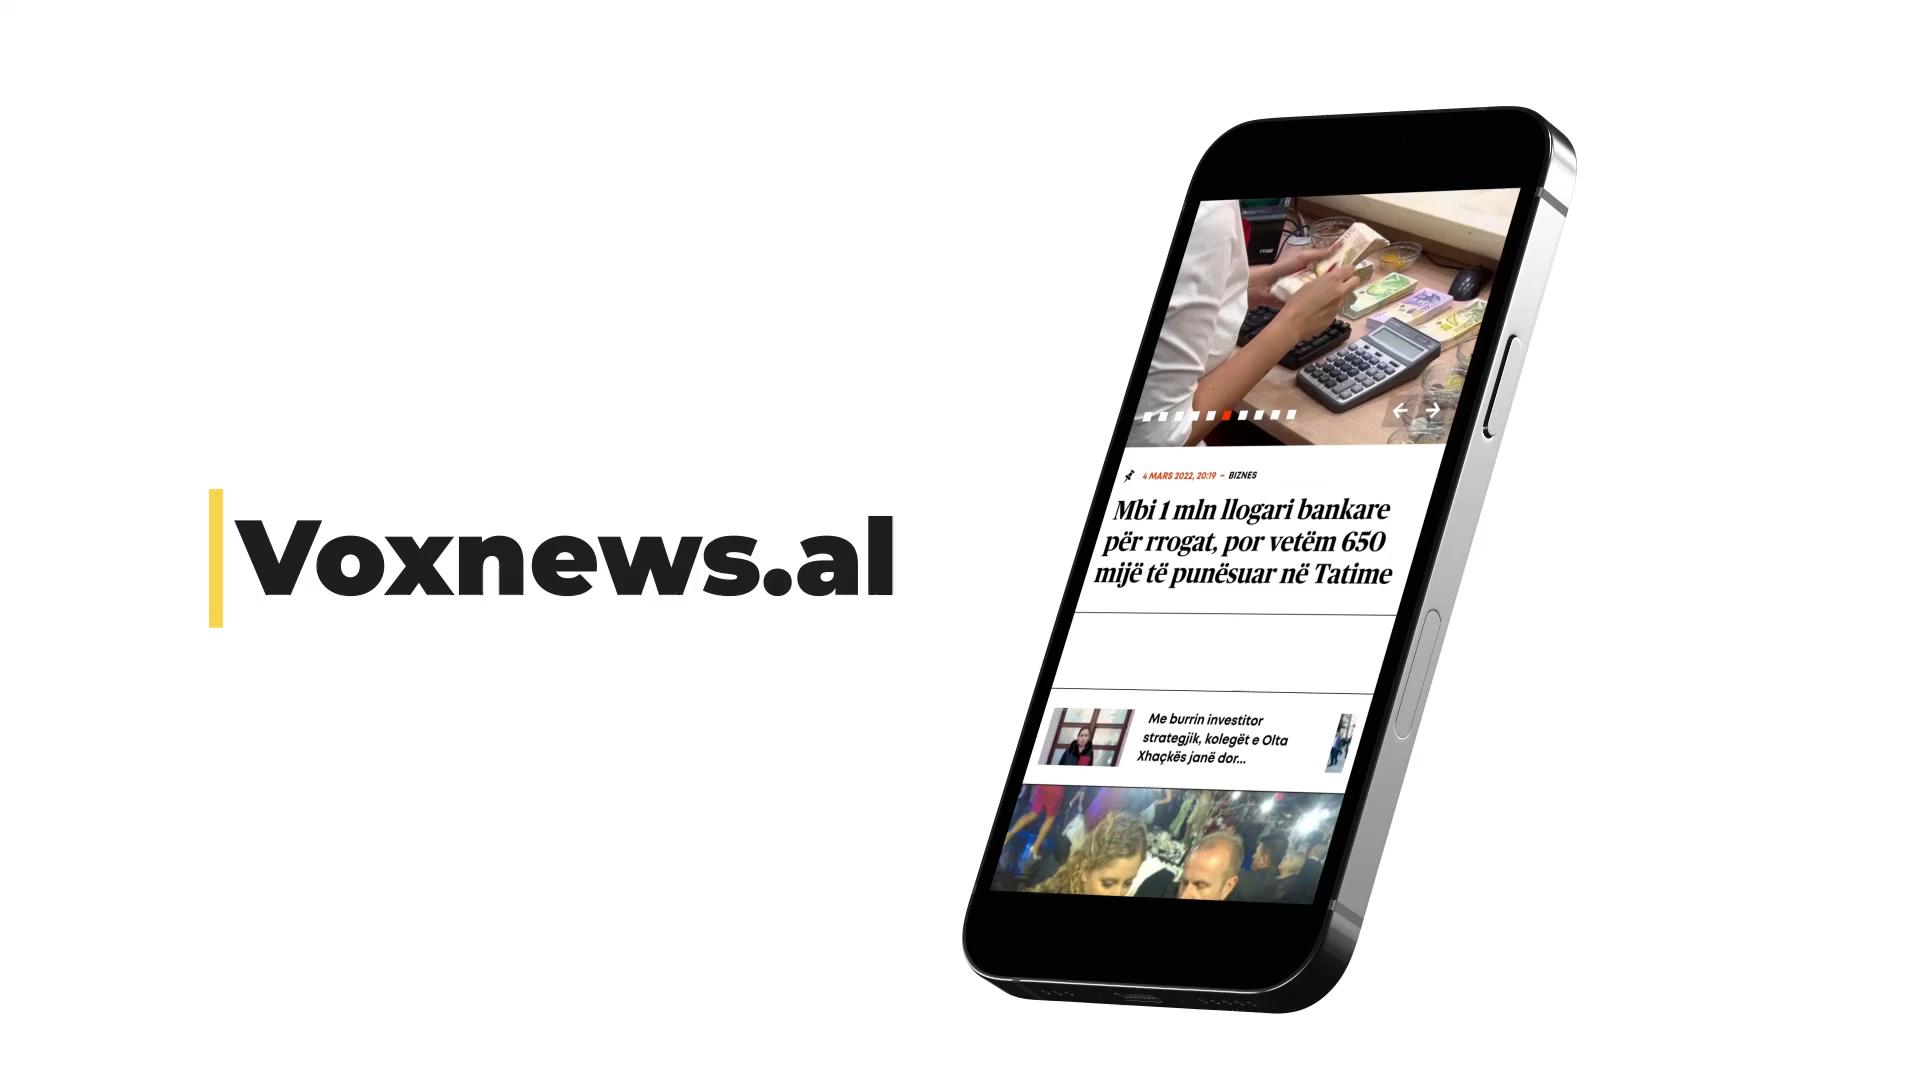 Voxnews.al
4 MARS 2022, 20:19 – BIZNES
Mbi 1 mln llogari bankare
për rrogat, por vetëm 650
mijë të punësuar në Tatime
Me burrin investitor
strategjik, kolegët e Olta
Xhaçkës janë dor...